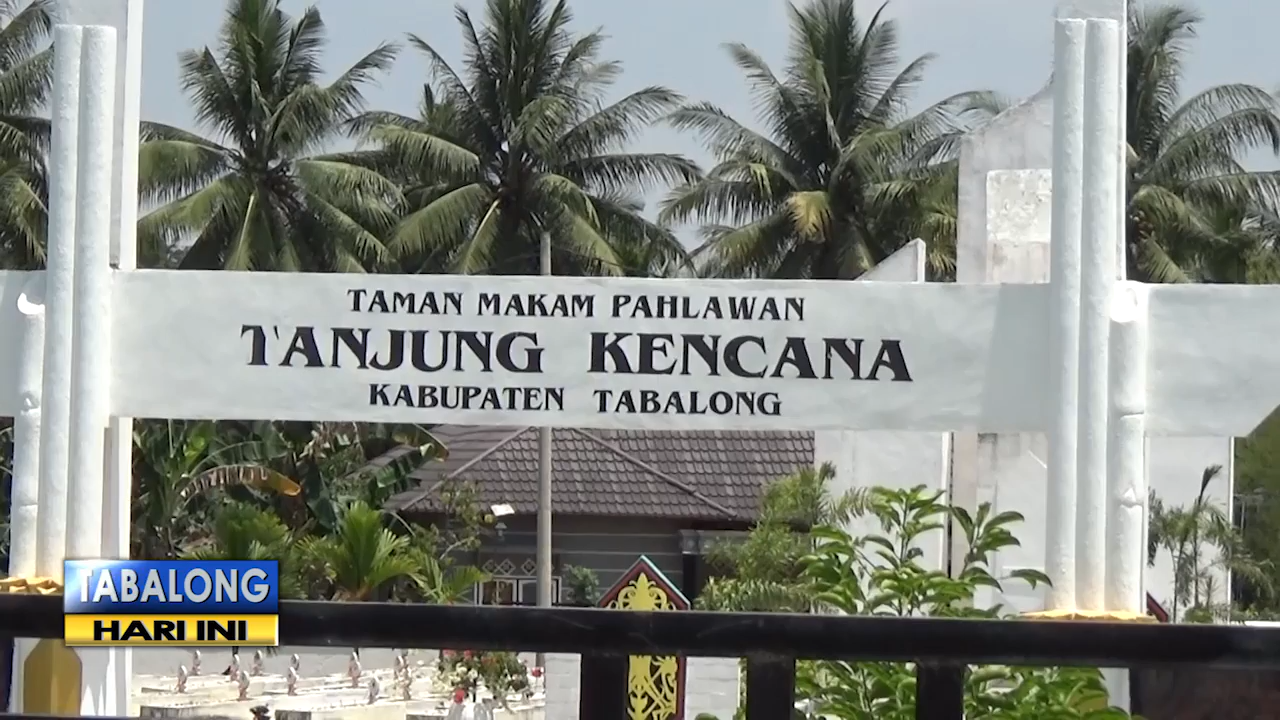 TAMAN MAKAM PAHLAWAN
TANJUNG KENCANA
KABUPATEN TABALONG
TABALONG
HARI INI